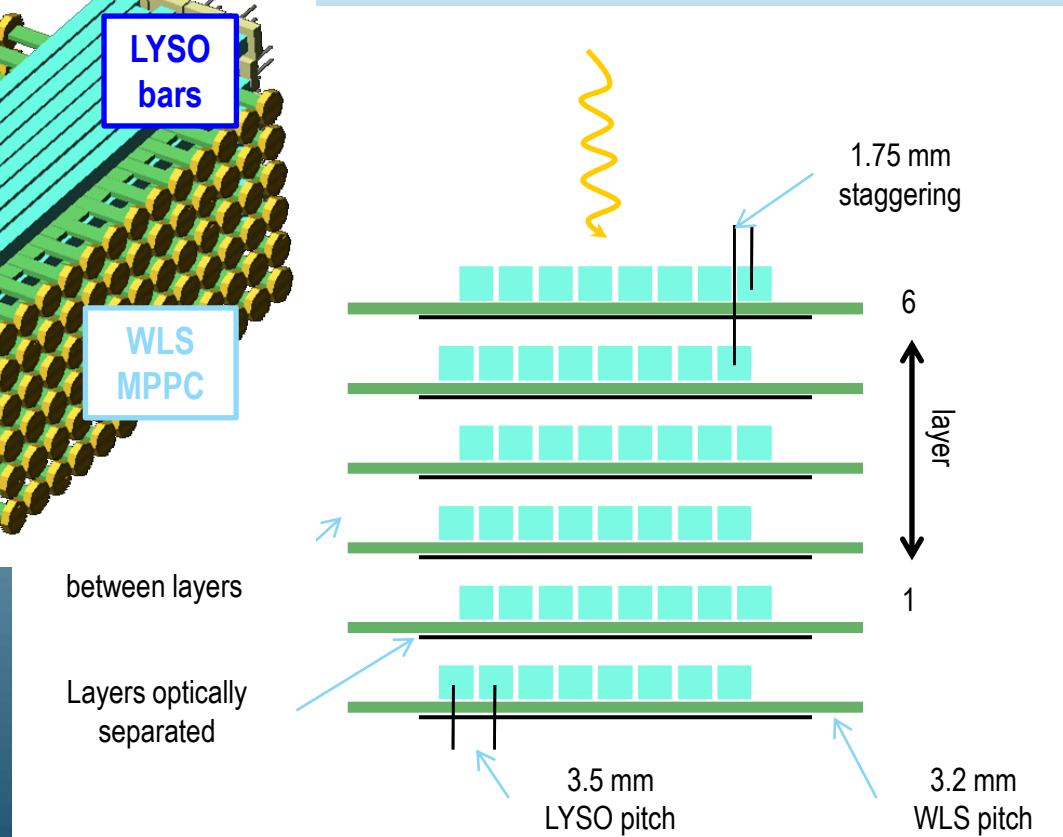 LYSO
bars
WLS
MPPC
1.75 mm
staggering
6
layer
1
between layers
Layers optically
separated
3.5 mm
LYSO pitch
3.2 mm
WLS pitch